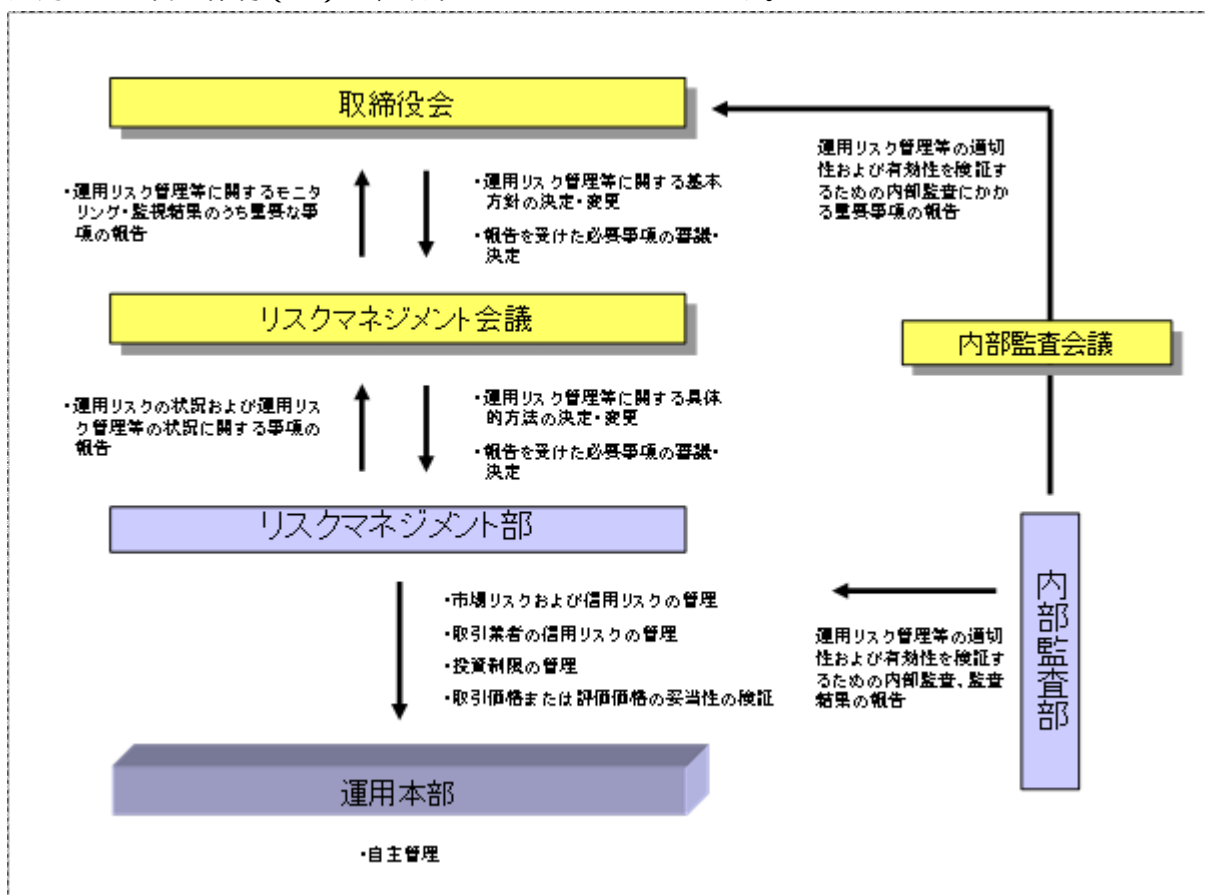 取締役会
運用リスク管理等の適切
性および有効性を検証す
るための内部監査にかか
る重要事項の報告
・運用リスク管理等に関するモニタ
リング・監視結果のうち重要な事
項の報告
・運用リスク管理等に関する基本
方針の決定・変更
・報告を受けた必要事項の審議・
決定
リスクマネジメント会議
内部監査会議
・運用リスクの状況および運用リス
ク管理等の状況に関する事項の
報告
・運用リスク管理等に関する具体
的方法の決定・変更
・報告を受けた必要事項の審議・
決定
リスクマネジメント部
内部監査部
・市場リスクおよび信用リスクの管理
・取引業者の信用リスクの管理
・投資制限の管理
・取引価格または評価価格の妥当性の検証
運用リスク管理等の適切
性および有効性を検証す
るための内部監査、監査
結果の報告
運用本部
・自主管理